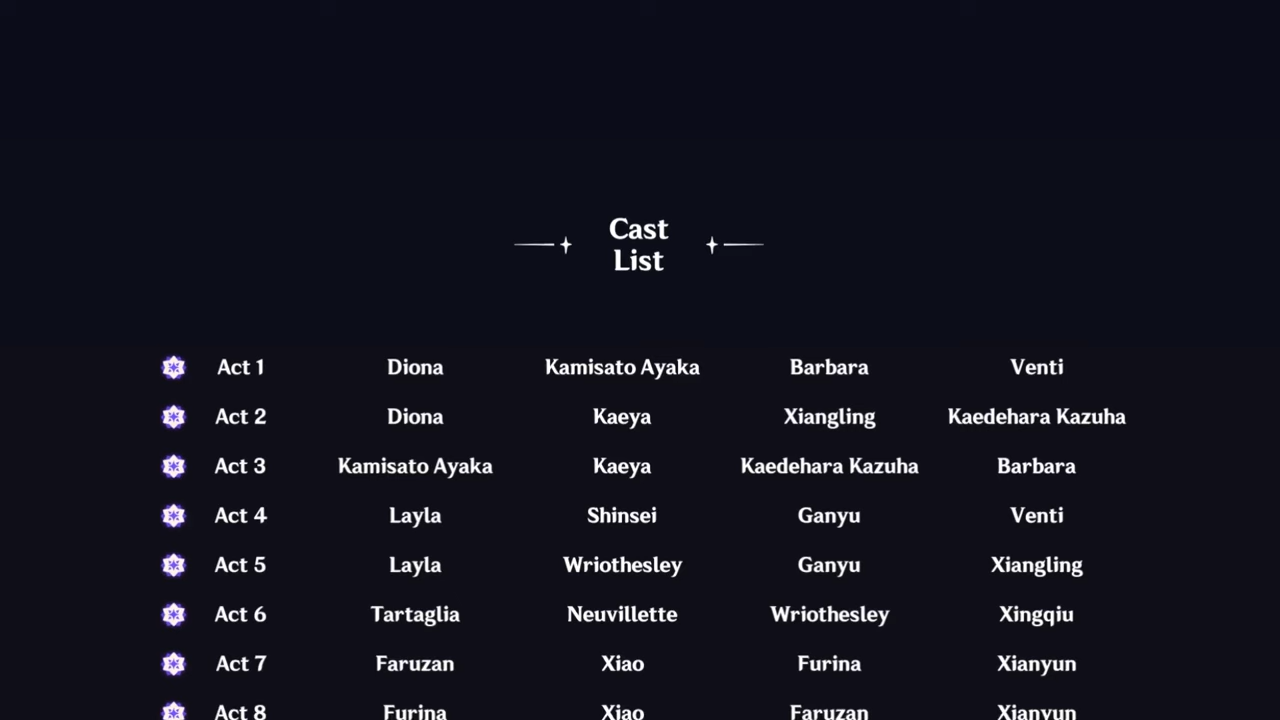 Cast
List
Act 1 Diona Kamisato Ayaka Barbara Venti
Act 2 Diona Kaeya Xiangling Kaedehara Kazuha
Act 3 Kamisato Ayaka Kaeya Kaedehara Kazuha Barbara
Act 4 Layla Shinsei Ganyu Venti
Act 5 Layla Wriothesley Ganyu Xiangling
Act 6 Tartaglia Neuvillette Wriothesley Xingqiu
Act 7 Faruzan Xiao Furina Xianyun
Act 8 Furina Xiao Faruzan Xianyun